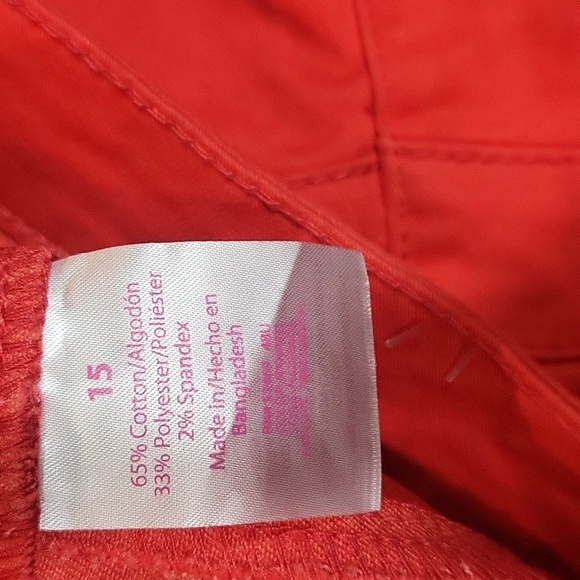 15
65% Cotton/Algodón
33% Polyester/Poliéster
2% Spandex
Made in/Hecho en
Bangladesh